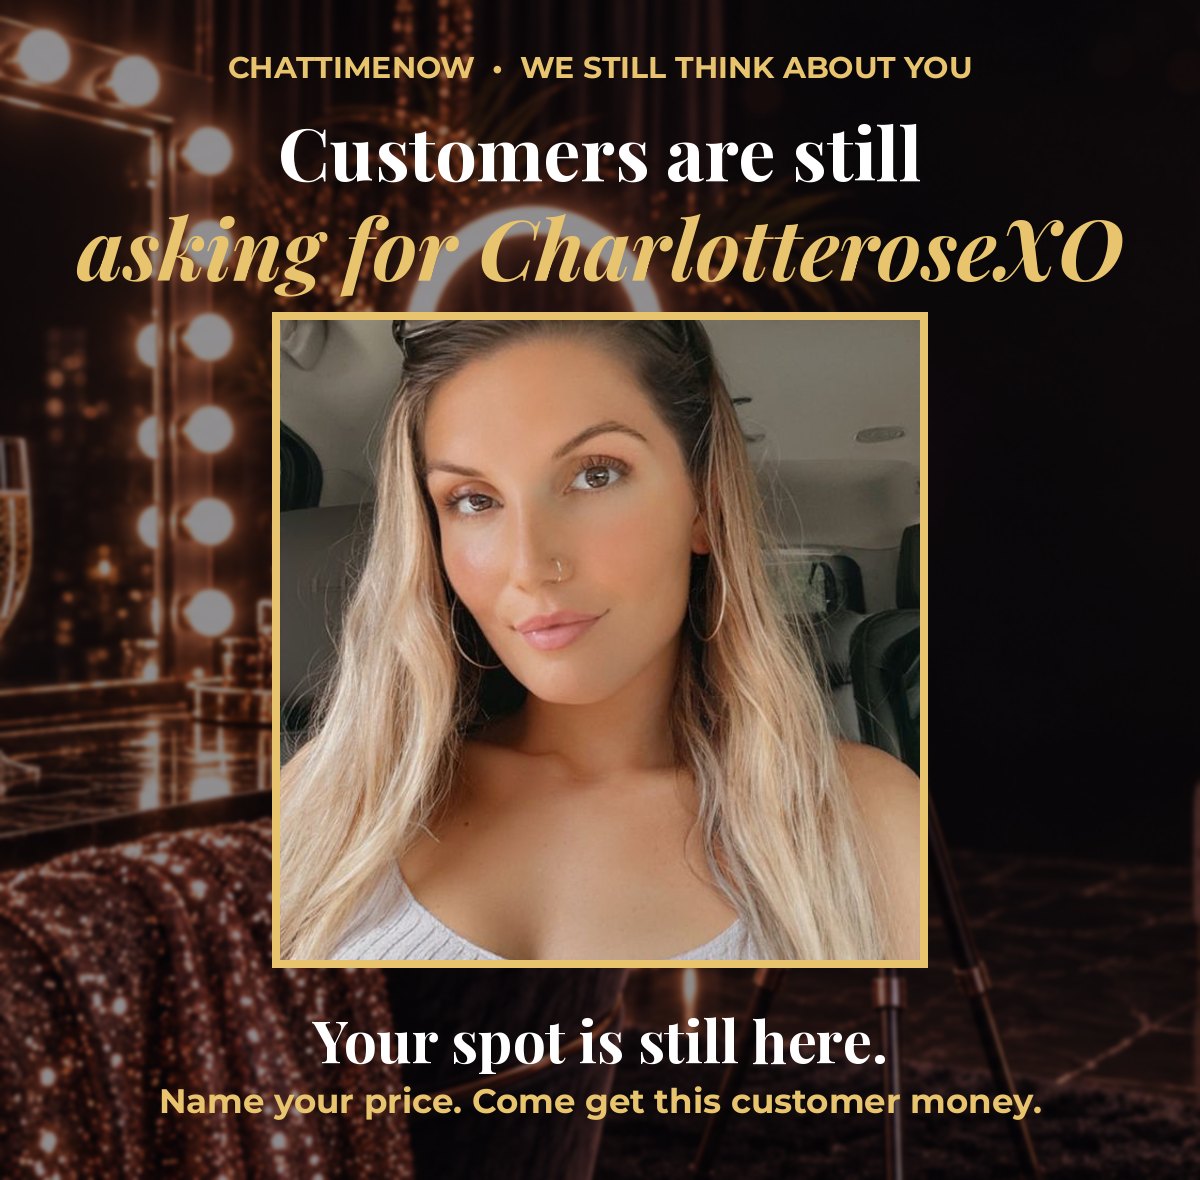 CHATTIMENOW • WE STILL THINK ABOUT YOU
Customers are still
asking for CharlotteroseXO
Your spot is still here.
Name your price. Come get this customer money.